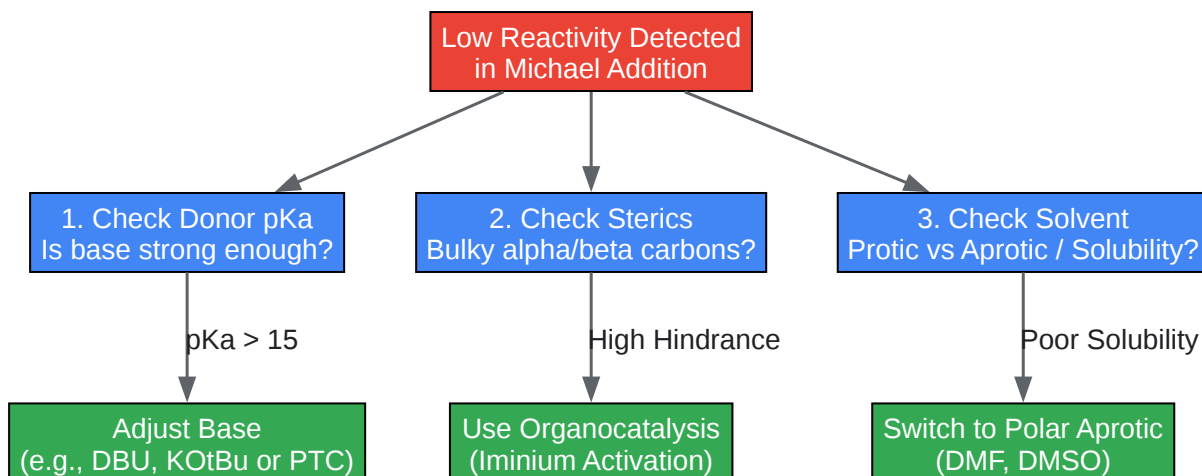 Low Reactivity Detected
in Michael Addition
1. Check Donor pKa
Is base strong enough?
2. Check Sterics
Bulky alpha/beta carbons?
3. Check Solvent
Protic vs Aprotic / Solubility?
pKa > 15
High Hindrance
Poor Solubility
Adjust Base
(e.g., DBU, KOtBu or PTC)
Use Organocatalysis
(Iminium Activation)
Switch to Polar Aprotic
(DMF, DMSO)